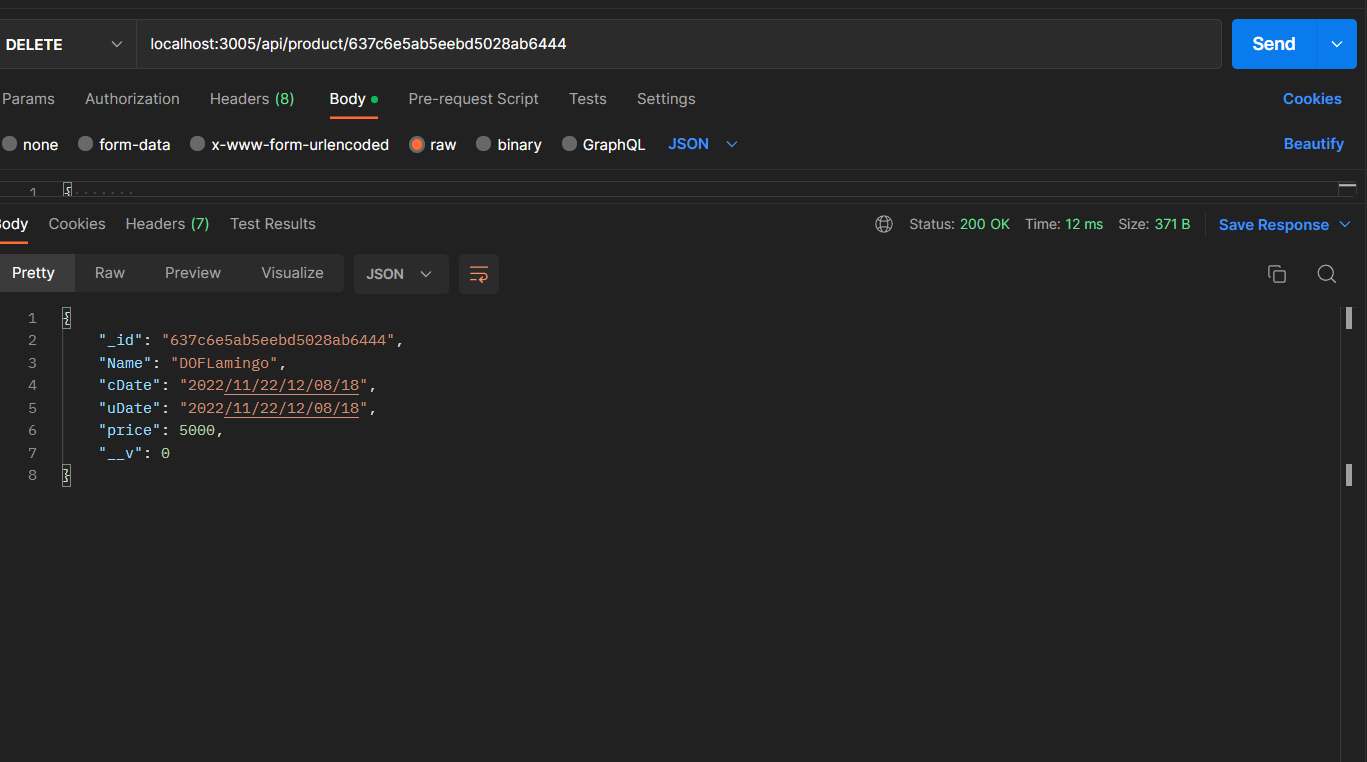 DELETE localhost:3005/api/product/637c6e5ab5eebd5028ab6444 Send
Params Authorization Headers (8) Body Pre-request Script Tests Settings Cookies
none form-data x-www-form-urlencoded raw binary GraphQL JSON Beautify
1 {
Body Cookies Headers (7) Test Results Status: 200 OK Time: 12 ms Size: 371 B Save Response
Pretty Raw Preview Visualize JSON
1 {
2 "_id": "637c6e5ab5eebd5028ab6444",
3 "Name": "DOFLamingo",
4 "cDate": "2022/11/22/12/08/18",
5 "uDate": "2022/11/22/12/08/18",
6 "price": 5000,
7 "__v": 0
8 }